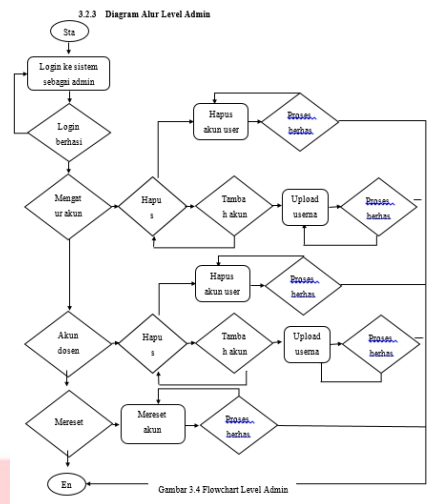 3.2.3 Diagram Alur Level Admin
Sta
Login ke sistem
sebagai admin
Login
berhasi
Hapus
akun user
Proses
berhas
Mengat
ur akun
Hapu
s
Tamba
h akun
Upload
userna
Proses
berhas
Hapus
akun user
Proses
berhas
Akun
dosen
Hapu
s
Tamba
h akun
Upload
userna
Proses
berhas
Mereset
Mereset
akun
Proses
berhas
En
Gambar 3.4 Flowchart Level Admin